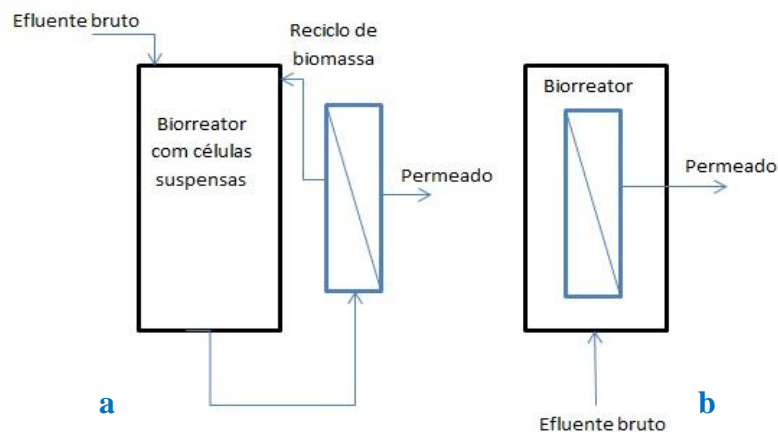 Efluente bruto
Reciclo de
biomassa
Biorreator
com células
suspensas
Permeado
a
Biorreator
Permeado
Efluente bruto
b